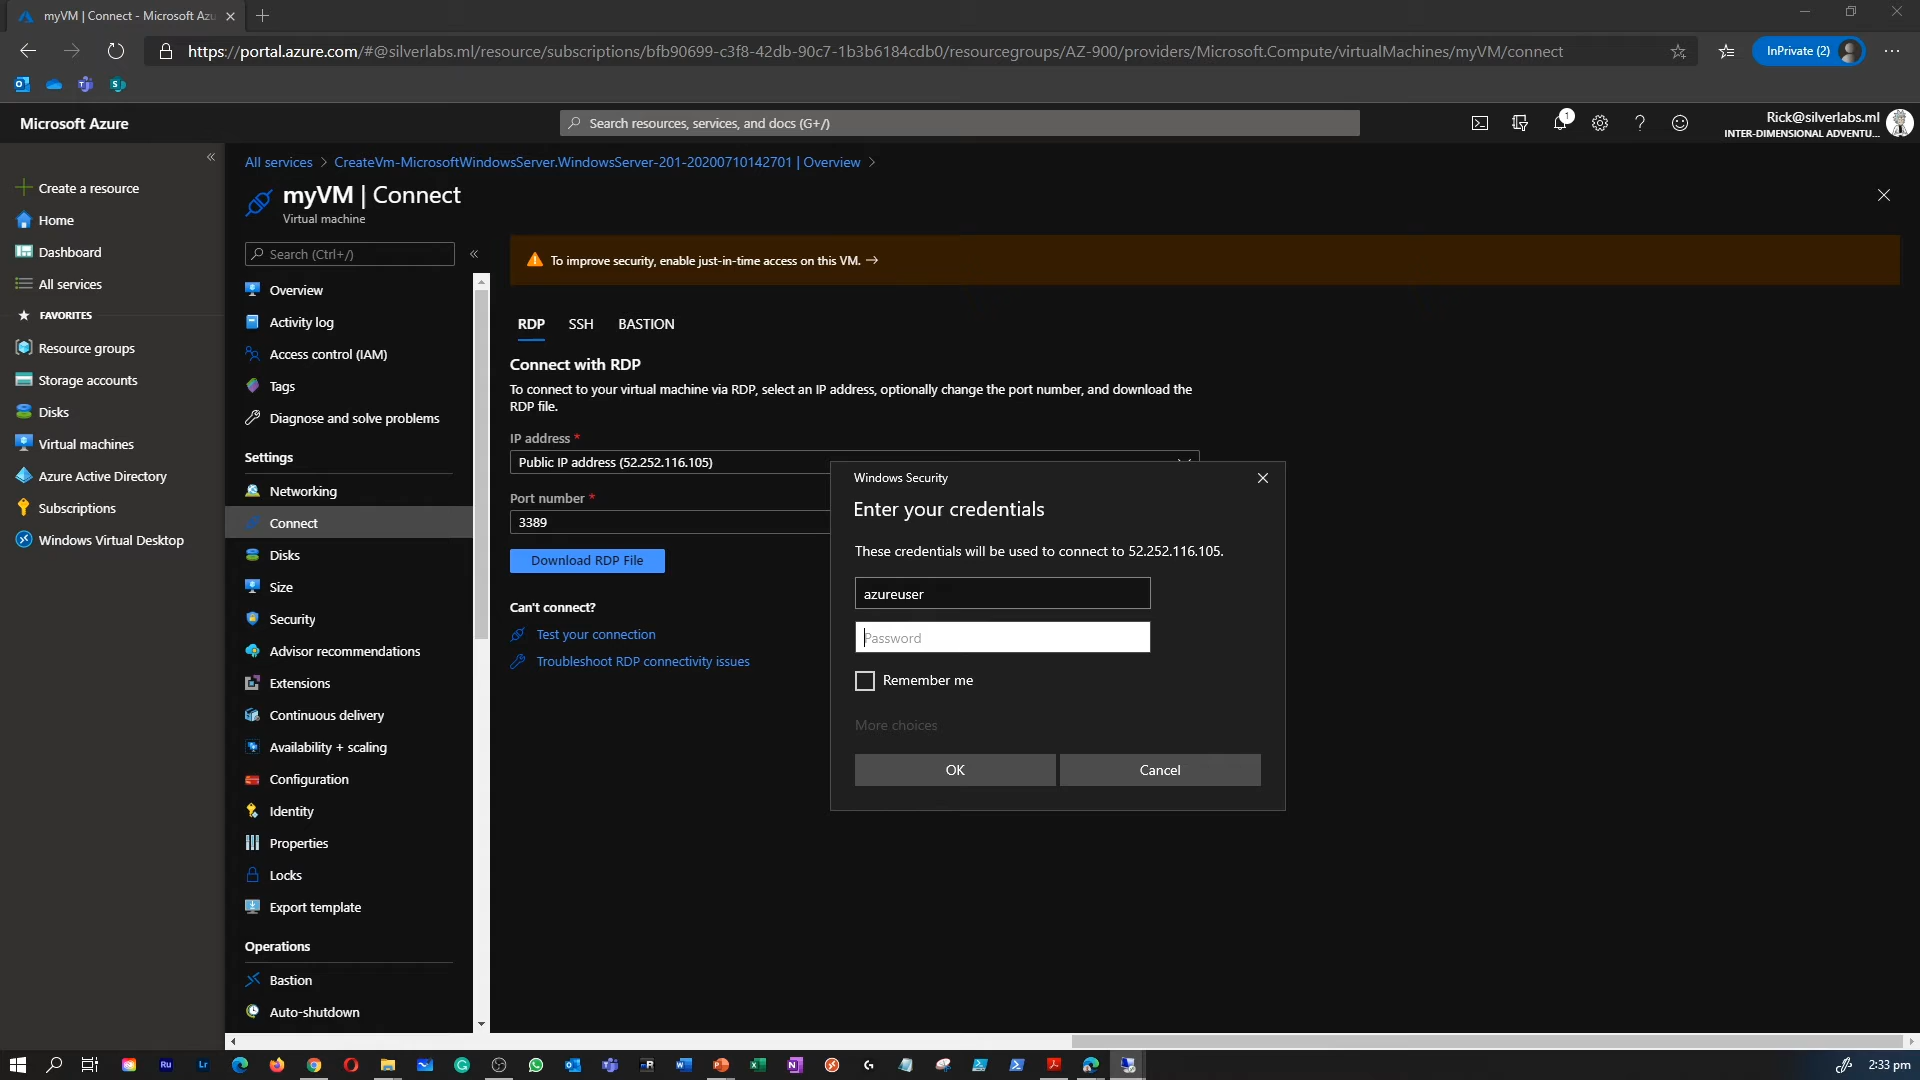 myVM | Connect - Microsoft Azu
https://portal.azure.com/#@silverlabs.ml/resource/subscriptions/bfb90699-c3f8-42db-90c7-1b3b6184cdb0/resourcegroups/AZ-900/providers/Microsoft.Compute/virtualMachines/myVM/connect
InPrivate (2)
Microsoft Azure
Search resources, services, and docs (G+/)
1
Rick@silverlabs.ml
INTER-DIMENSIONAL ADVENTU...
Create a resource
Home
Dashboard
All services
FAVORITES
Resource groups
Storage accounts
Disks
Virtual machines
Azure Active Directory
Subscriptions
Windows Virtual Desktop
All services > CreateVm-MicrosoftWindowsServer.WindowsServer-201-20200710142701 | Overview >
myVM | Connect
Virtual machine
Search (Ctrl+/)
Overview
Activity log
Access control (IAM)
Tags
Diagnose and solve problems
Settings
Networking
Connect
Disks
Size
Security
Advisor recommendations
Extensions
Continuous delivery
Availability + scaling
Configuration
Identity
Properties
Locks
Export template
Operations
Bastion
Auto-shutdown
To improve security, enable just-in-time access on this VM. →
RDP SSH BASTION
Connect with RDP
To connect to your virtual machine via RDP, select an IP address, optionally change the port number, and download the
RDP file.
IP address *
Public IP address (52.252.116.105)
Port number *
3389
Download RDP File
Can't connect?
Test your connection
Troubleshoot RDP connectivity issues
Windows Security
Enter your credentials
These credentials will be used to connect to 52.252.116.105.
azureuser
Password
Remember me
More choices
OK
Cancel
Ru
Lr
2:33 pm